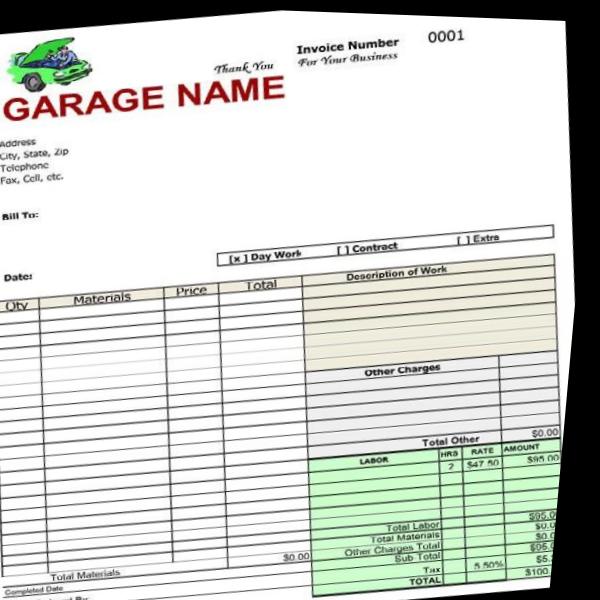 Invoice Number 0001
Thank You For Your Business
GARAGE NAME
Address
City, State, Zip
Telephone
Fax, Cell, etc.
Bill To:
[x ] Day Work [ ] Contract [ ] Extra
Date:
Qty Materials Price Total Description of Work
Other Charges
Total Other $0.00
LABOR HRS RATE AMOUNT
2 $47.50 $95.00
Total Labor $95.0
Total Materials $0.0
Other Charges Total $0.0
Sub Total $95.0
$0.00
Total Materials
Tax 5.50% $5.
TOTAL $100.
Completed Date